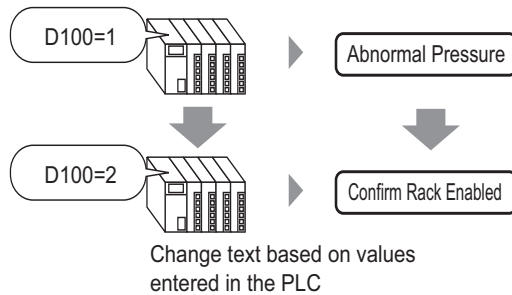 D100=1
Abnormal Pressure
D100=2
Confirm Rack Enabled
Change text based on values
entered in the PLC